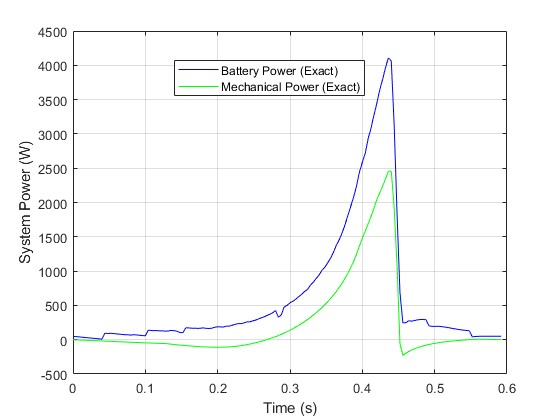 4500
4000
3500
3000
2500
2000
1500
1000
500
0
-500
System Power (W)
Battery Power (Exact)
Mechanical Power (Exact)
0 0.1 0.2 0.3 0.4 0.5 0.6
Time (s)